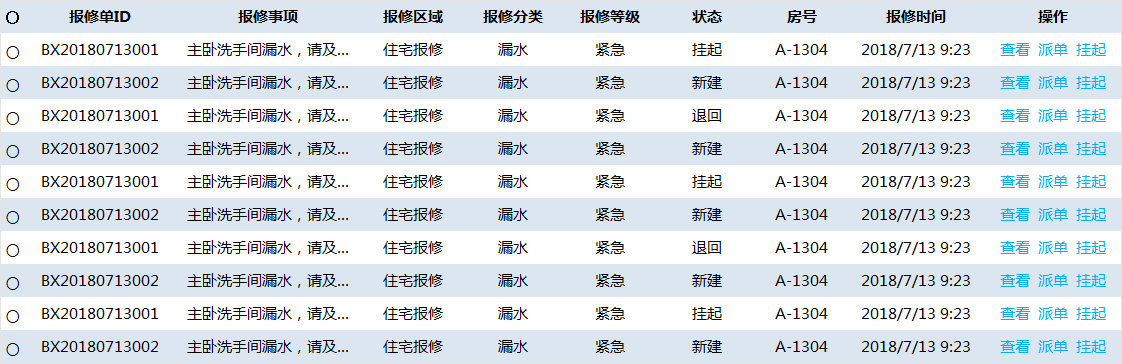 报修单ID 报修事项 报修区域 报修分类 报修等级 状态 房号 报修时间 操作
BX20180713001 主卧洗手间漏水，请及... 住宅报修 漏水 紧急 挂起 A-1304 2018/7/13 9:23 查看 派单 挂起
BX20180713002 主卧洗手间漏水，请及... 住宅报修 漏水 紧急 新建 A-1304 2018/7/13 9:23 查看 派单 挂起
BX20180713001 主卧洗手间漏水，请及... 住宅报修 漏水 紧急 退回 A-1304 2018/7/13 9:23 查看 派单 挂起
BX20180713002 主卧洗手间漏水，请及... 住宅报修 漏水 紧急 新建 A-1304 2018/7/13 9:23 查看 派单 挂起
BX20180713001 主卧洗手间漏水，请及... 住宅报修 漏水 紧急 挂起 A-1304 2018/7/13 9:23 查看 派单 挂起
BX20180713002 主卧洗手间漏水，请及... 住宅报修 漏水 紧急 新建 A-1304 2018/7/13 9:23 查看 派单 挂起
BX20180713001 主卧洗手间漏水，请及... 住宅报修 漏水 紧急 退回 A-1304 2018/7/13 9:23 查看 派单 挂起
BX20180713002 主卧洗手间漏水，请及... 住宅报修 漏水 紧急 新建 A-1304 2018/7/13 9:23 查看 派单 挂起
BX20180713001 主卧洗手间漏水，请及... 住宅报修 漏水 紧急 挂起 A-1304 2018/7/13 9:23 查看 派单 挂起
BX20180713002 主卧洗手间漏水，请及... 住宅报修 漏水 紧急 新建 A-1304 2018/7/13 9:23 查看 派单 挂起